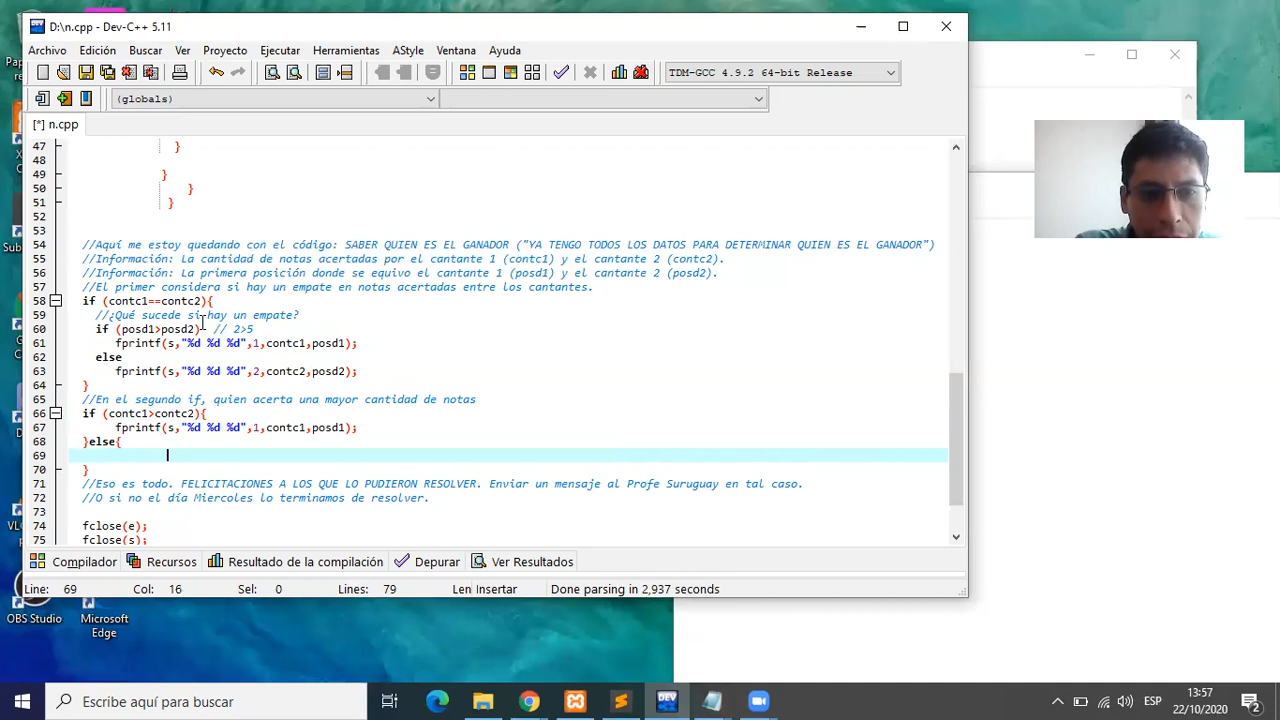 D:\n.cpp - Dev-C++ 5.11
Archivo Edición Buscar Ver Proyecto Ejecutar Herramientas AStyle Ventana Ayuda
TDM-GCC 4.9.2 64-bit Release
(globals)
[*] n.cpp
47 }
48
49 }
50 }
51 }
52
53
54 //Aquí me estoy quedando con el código: SABER QUIEN ES EL GANADOR ("YA TENGO TODOS LOS DATOS PARA DETERMINAR QUIEN ES EL GANADOR")
55 //Información: La cantidad de notas acertadas por el cantante 1 (contc1) y el cantante 2 (contc2).
56 //Información: La primera posición donde se equivo el cantante 1 (posd1) y el cantante 2 (posd2).
57 //El primer considera si hay un empate en notas acertadas entre los cantantes.
58 if (contc1==contc2){
59 //¿Qué sucede si hay un empate?
60 if (posd1>posd2) // 2>5
61 fprintf(s,"%d %d %d",1,contc1,posd1);
62 else
63 fprintf(s,"%d %d %d",2,contc2,posd2);
64 }
65 //En el segundo if, quien acerta una mayor cantidad de notas
66 if (contc1>contc2){
67 fprintf(s,"%d %d %d",1,contc1,posd1);
68 }else{
69
70 }
71 //Eso es todo. FELICITACIONES A LOS QUE LO PUDIERON RESOLVER. Enviar un mensaje al Profe Suruguay en tal caso.
72 //O si no el día Miercoles lo terminamos de resolver.
73
74 fclose(e);
75 fclose(s);
Compilador Recursos Resultado de la compilación Depurar Ver Resultados
Line: 69 Col: 16 Sel: 0 Lines: 79 Len Insertar Done parsing in 2,937 seconds
OBS Studio
Microsoft
Edge
Escribe aquí para buscar
ESP
13:57
22/10/2020
2